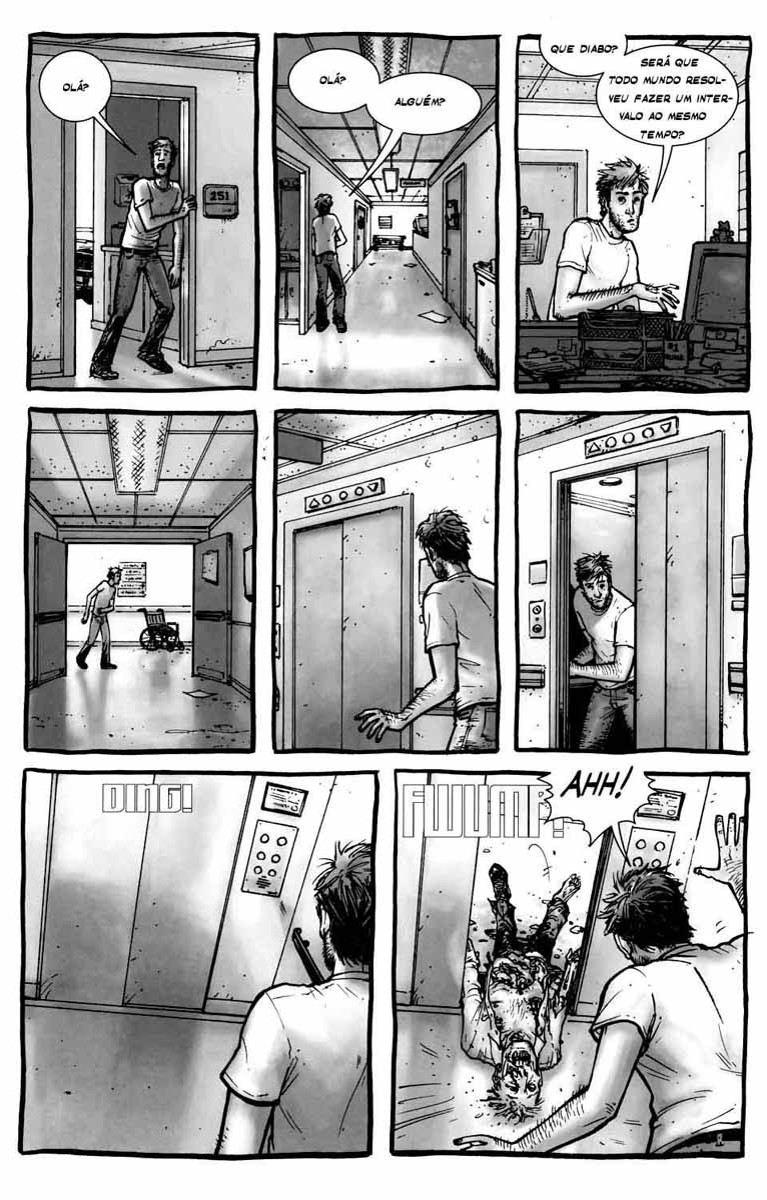 OLÁ?
OLÁ?
ALGUÉM?
QUE DIABO?
SERÁ QUE
TODO MUNDO RESOL-
VEU FAZER UM INTER-
VALO AO MESMO
TEMPO?
251
#1
DING!
FWUMP!
AHH!